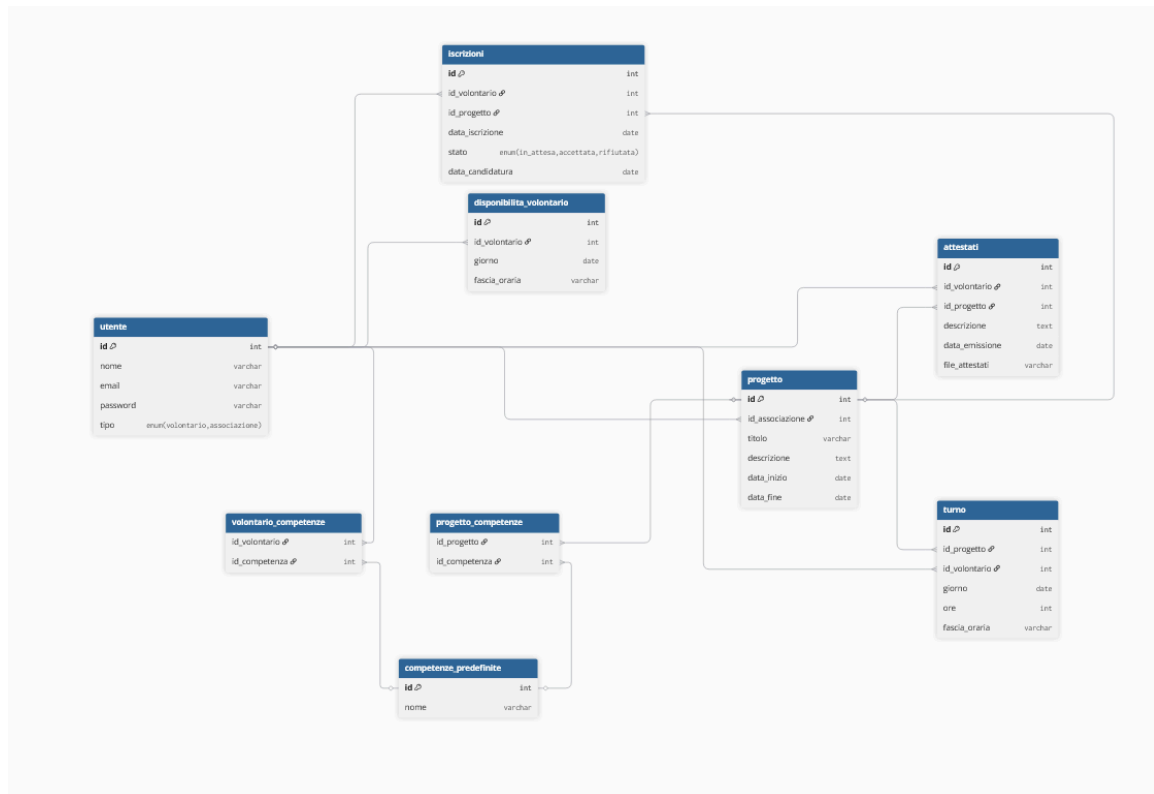 iscrizioni
id int
id_volontario int
id_progetto int
data_iscrizione date
stato enum(in_attesa,accettata,rifiutata)
data_candidatura date
disponibilita_volontario
id int
id_volontario int
giorno date
fascia_oraria varchar
attestati
id int
id_volontario int
id_progetto int
descrizione text
data_emissione date
file_attestati varchar
utente
id int
nome varchar
email varchar
password varchar
tipo enum(volontario,associazione)
progetto
id int
id_associazione int
titolo varchar
descrizione text
data_inizio date
data_fine date
volontario_competenze
id_volontario int
id_competenza int
progetto_competenze
id_progetto int
id_competenza int
turno
id int
id_progetto int
id_volontario int
giorno date
ore int
fascia_oraria varchar
competenze_predefinite
id int
nome varchar